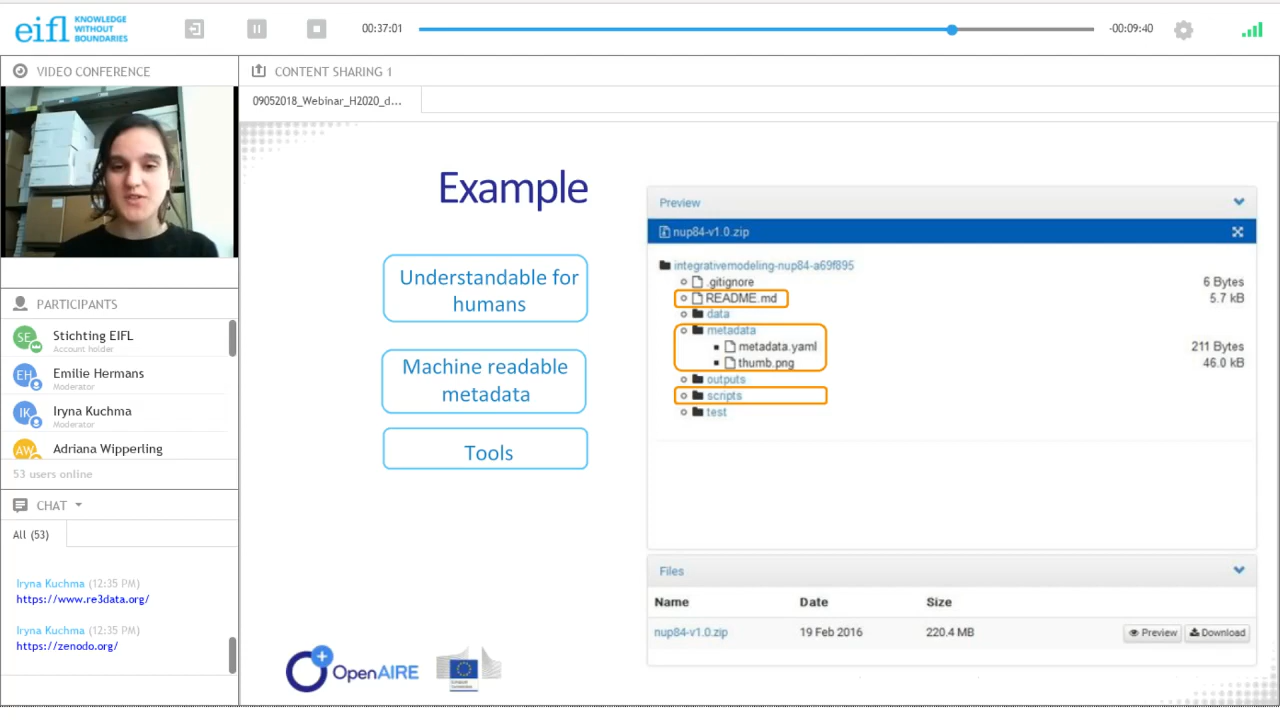 eifl KNOWLEDGE
WITHOUT
BOUNDARIES
00:37:01
-00:09:40
VIDEO CONFERENCE
CONTENT SHARING 1
09052018_Webinar_H2020_d...
PARTICIPANTS
SE Stichting EIFL
Account holder
EH Emilie Hermans
Moderator
IK Iryna Kuchma
Moderator
AW Adriana Wipperling
53 users online
CHAT
All (53)
Iryna Kuchma (12:35 PM)
https://www.re3data.org/
Iryna Kuchma (12:35 PM)
https://zenodo.org/
Example
Understandable for
humans
Machine readable
metadata
Tools
OpenAIRE
Preview
nup84-v1.0.zip
integrativemodeling-nup84-a69f895
.gitignore 6 Bytes
README.md 5.7 kB
data
metadata
metadata.yaml 211 Bytes
thumb.png 46.0 kB
outputs
scripts
test
Files
Name Date Size
nup84-v1.0.zip 19 Feb 2016 220.4 MB Preview Download